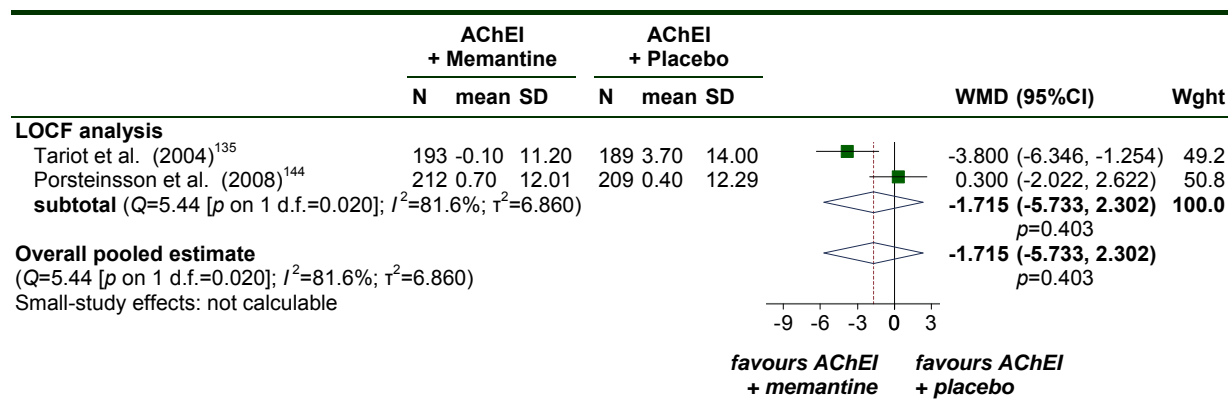 AChEI + Memantine AChEI + Placebo
N mean SD N mean SD WMD (95%CI) Wght
LOCF analysis
Tariot et al. (2004)135 193 -0.10 11.20 189 3.70 14.00 -3.800 (-6.346, -1.254) 49.2
Porsteinsson et al. (2008)144 212 0.70 12.01 209 0.40 12.29 0.300 (-2.022, 2.622) 50.8
subtotal (Q=5.44 [p on 1 d.f.=0.020]; I2=81.6%; τ2=6.860) -1.715 (-5.733, 2.302) 100.0
p=0.403
Overall pooled estimate -1.715 (-5.733, 2.302)
(Q=5.44 [p on 1 d.f.=0.020]; I2=81.6%; τ2=6.860) p=0.403
Small-study effects: not calculable
-9 -6 -3 0 3
favours AChEI favours AChEI
+ memantine + placebo